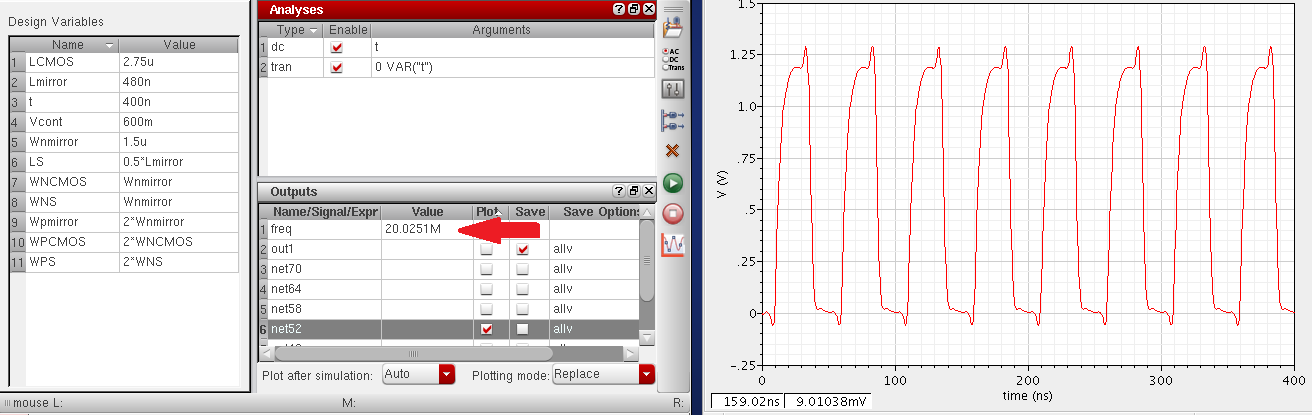 Design Variables
Name Value
1 LCMOS 2.75u
2 Lmirror 480n
3 t 400n
4 Vcont 600m
5 Wnmirror 1.5u
6 LS 0.5*Lmirror
7 WNCMOS Wnmirror
8 WNS Wnmirror
9 Wpmirror 2*Wnmirror
10 WPCMOS 2*WNCMOS
11 WPS 2*WNS
Analyses
Type Enable Arguments
1 dc t
2 tran 0 VAR("t")
AC
DC
Trans
Outputs
Name/Signal/Expr Value Plot Save Save Options
1 freq 20.0251M
2 out1 allv
3 net70 allv
4 net64 allv
5 net58 allv
6 net52 allv
Plot after simulation: Auto Plotting mode: Replace
mouse L: M: R:
V (V)
1.5
1.25
1.0
.75
.5
.25
0
-.25
0 100 200 300 400
time (ns)
159.02ns 9.01038mV